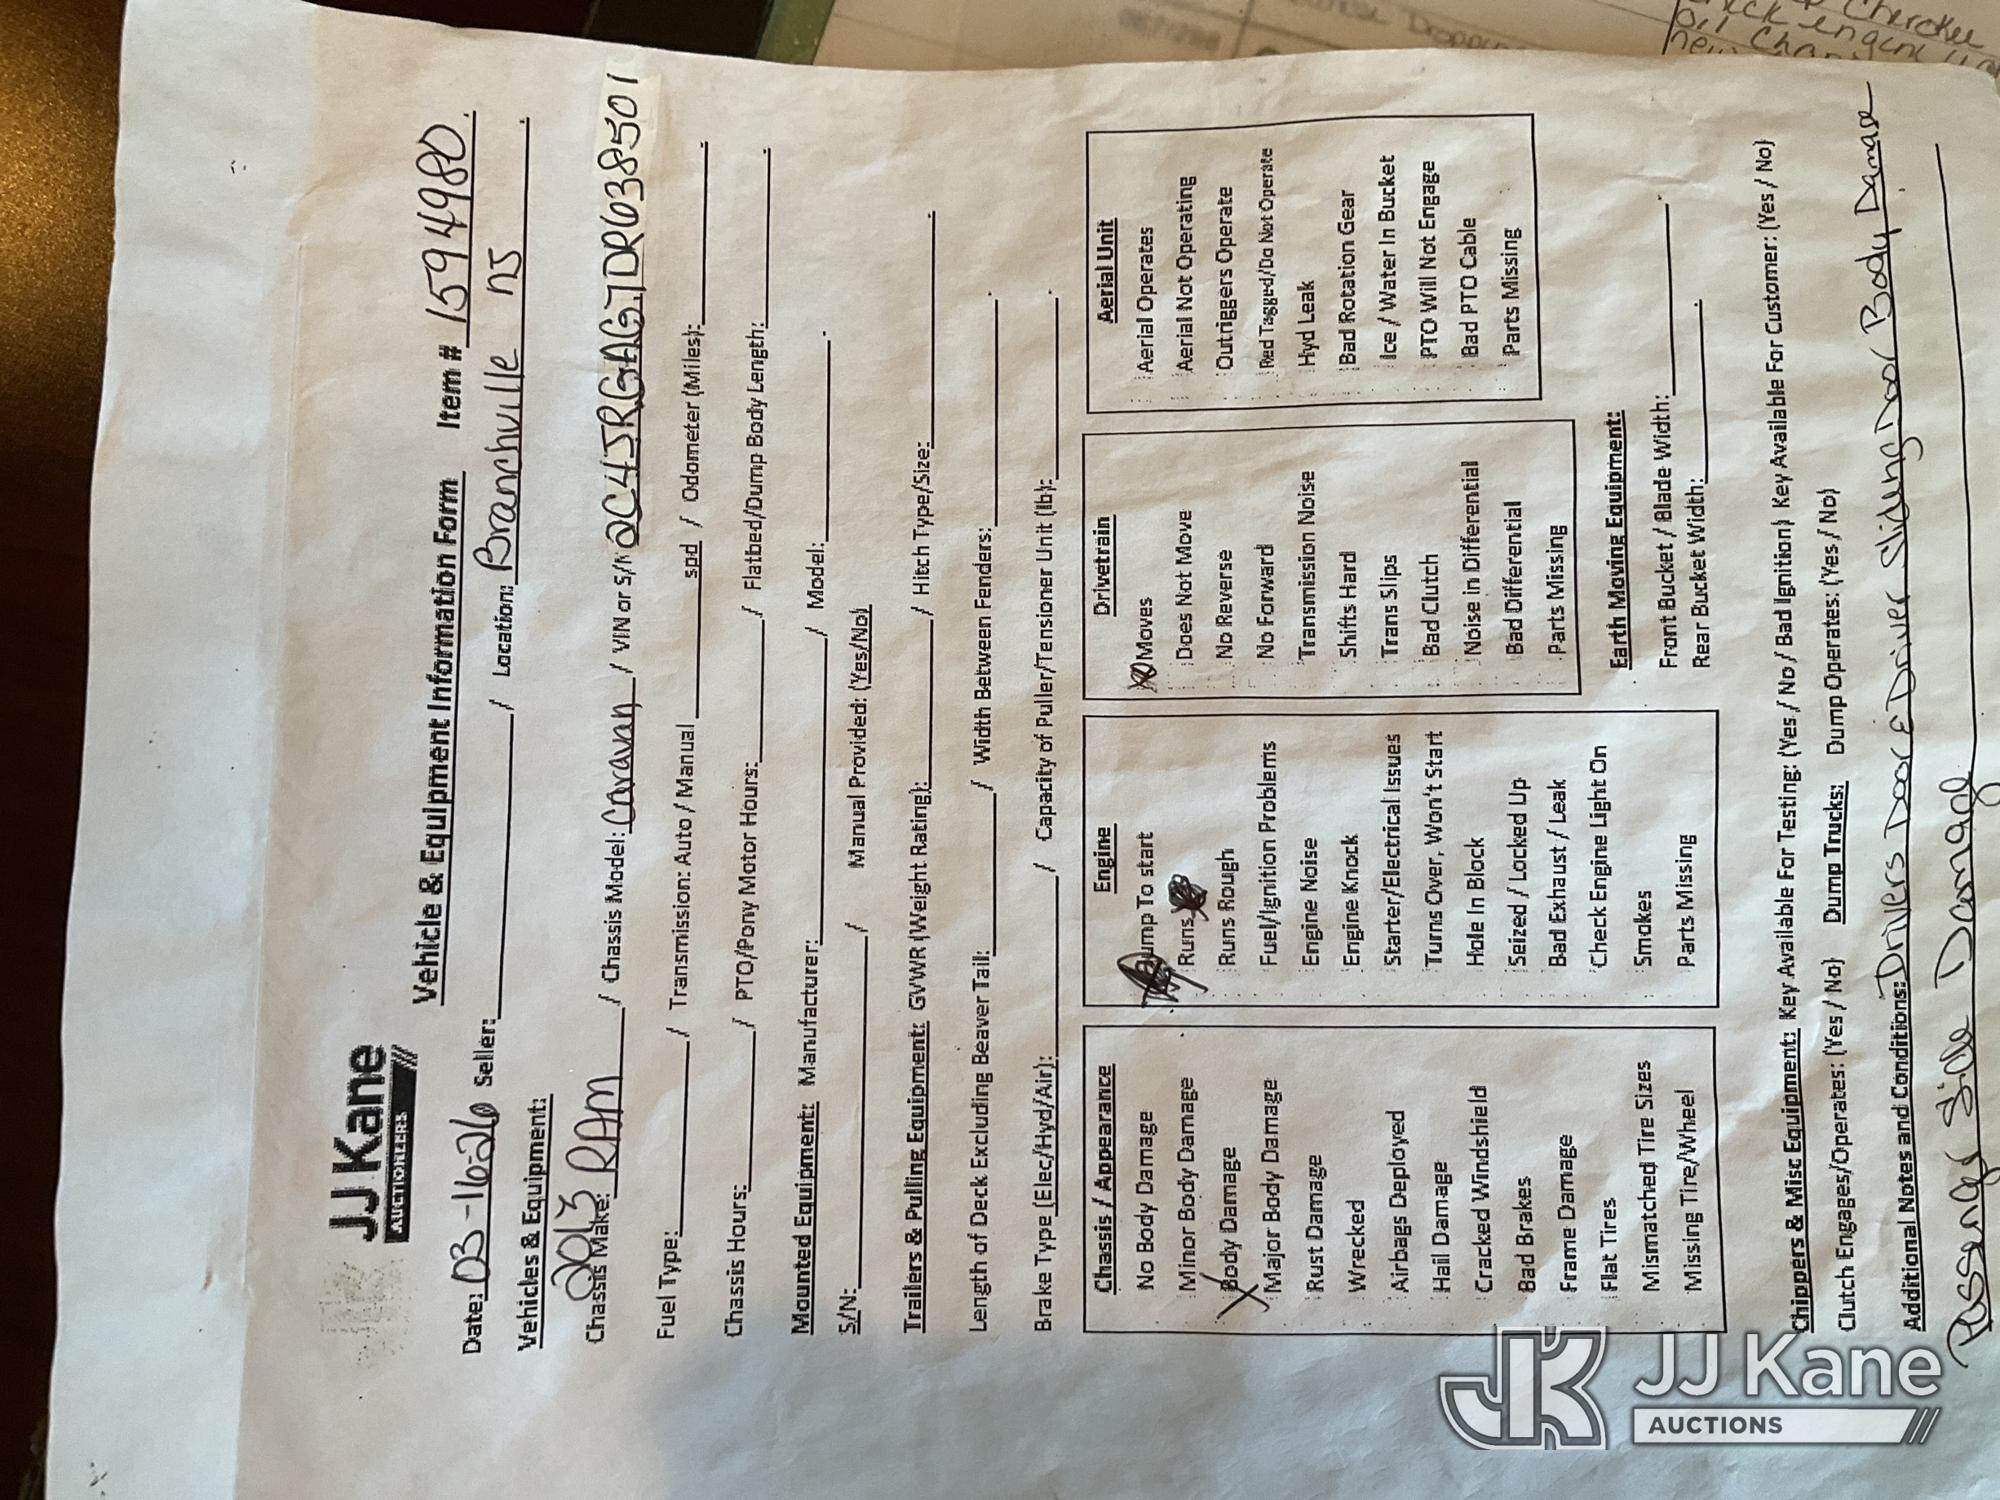 JJ Kane
AUCTIONEERS
Vehicle & Equipment Information Form Item # 1594980.
Date: 03-16-26 Seller: / Location: Branchville NJ
Vehicles & Equipment:
2013
Chassis Make: RAM / Chassis Model: Caravan / VIN or S/N 2C4JRGAG7DR638501
Fuel Type: / Transmission: Auto / Manual spd / Odometer (Miles):
Chassis Hours: / PTO/Pony Motor Hours: / Flatbed/Dump Body Length:
Mounted Equipment: Manufacturer: / Model:
S/N: / Manual Provided: (Yes/No)
Trailers & Pulling Equipment: GVWR (Weight Rating): / Hitch Type/Size:
Length of Deck Excluding Beaver Tail: / Width Between Fenders:
Brake Type (Elec/Hyd/Air): / Capacity of Puller/Tensioner Unit (lb):
Chassis / Appearance
No Body Damage
Minor Body Damage
X Body Damage
Major Body Damage
Rust Damage
Wrecked
Airbags Deployed
Hail Damage
Cracked Windshield
Bad Brakes
Frame Damage
Flat Tires
Mismatched Tire Sizes
Missing Tire/Wheel
Engine
ump To start
Runs
Runs Rough
Fuel/Ignition Problems
Engine Noise
Engine Knock
Starter/Electrical Issues
Turns Over, Won't Start
Hole In Block
Seized / Locked Up
Bad Exhaust / Leak
Check Engine Light On
Smokes
Parts Missing
Drivetrain
Moves
Does Not Move
No Reverse
No Forward
Transmission Noise
Shifts Hard
Trans Slips
Bad Clutch
Noise in Differential
Bad Differential
Parts Missing
Aerial Unit
Aerial Operates
Aerial Not Operating
Outriggers Operate
Red Tagged/Do Not Operate
Hyd Leak
Bad Rotation Gear
Ice / Water In Bucket
PTO Will Not Engage
Bad PTO Cable
Parts Missing
Earth Moving Equipment:
Front Bucket / Blade Width:
Rear Bucket Width:
Chippers & Misc Equipment: Key Available For Testing: (Yes / No / Bad Ignition) Key Available For Customer: (Yes / No)
Clutch Engages/Operates: (Yes / No) Dump Trucks: Dump Operates: (Yes / No)
Additional Notes and Conditions: Drivers Door & Driver Sliding Door Body Damage
Passenger Side Damage
Cherokee
engine
oil Chan
new
JJ Kane
AUCTIONS